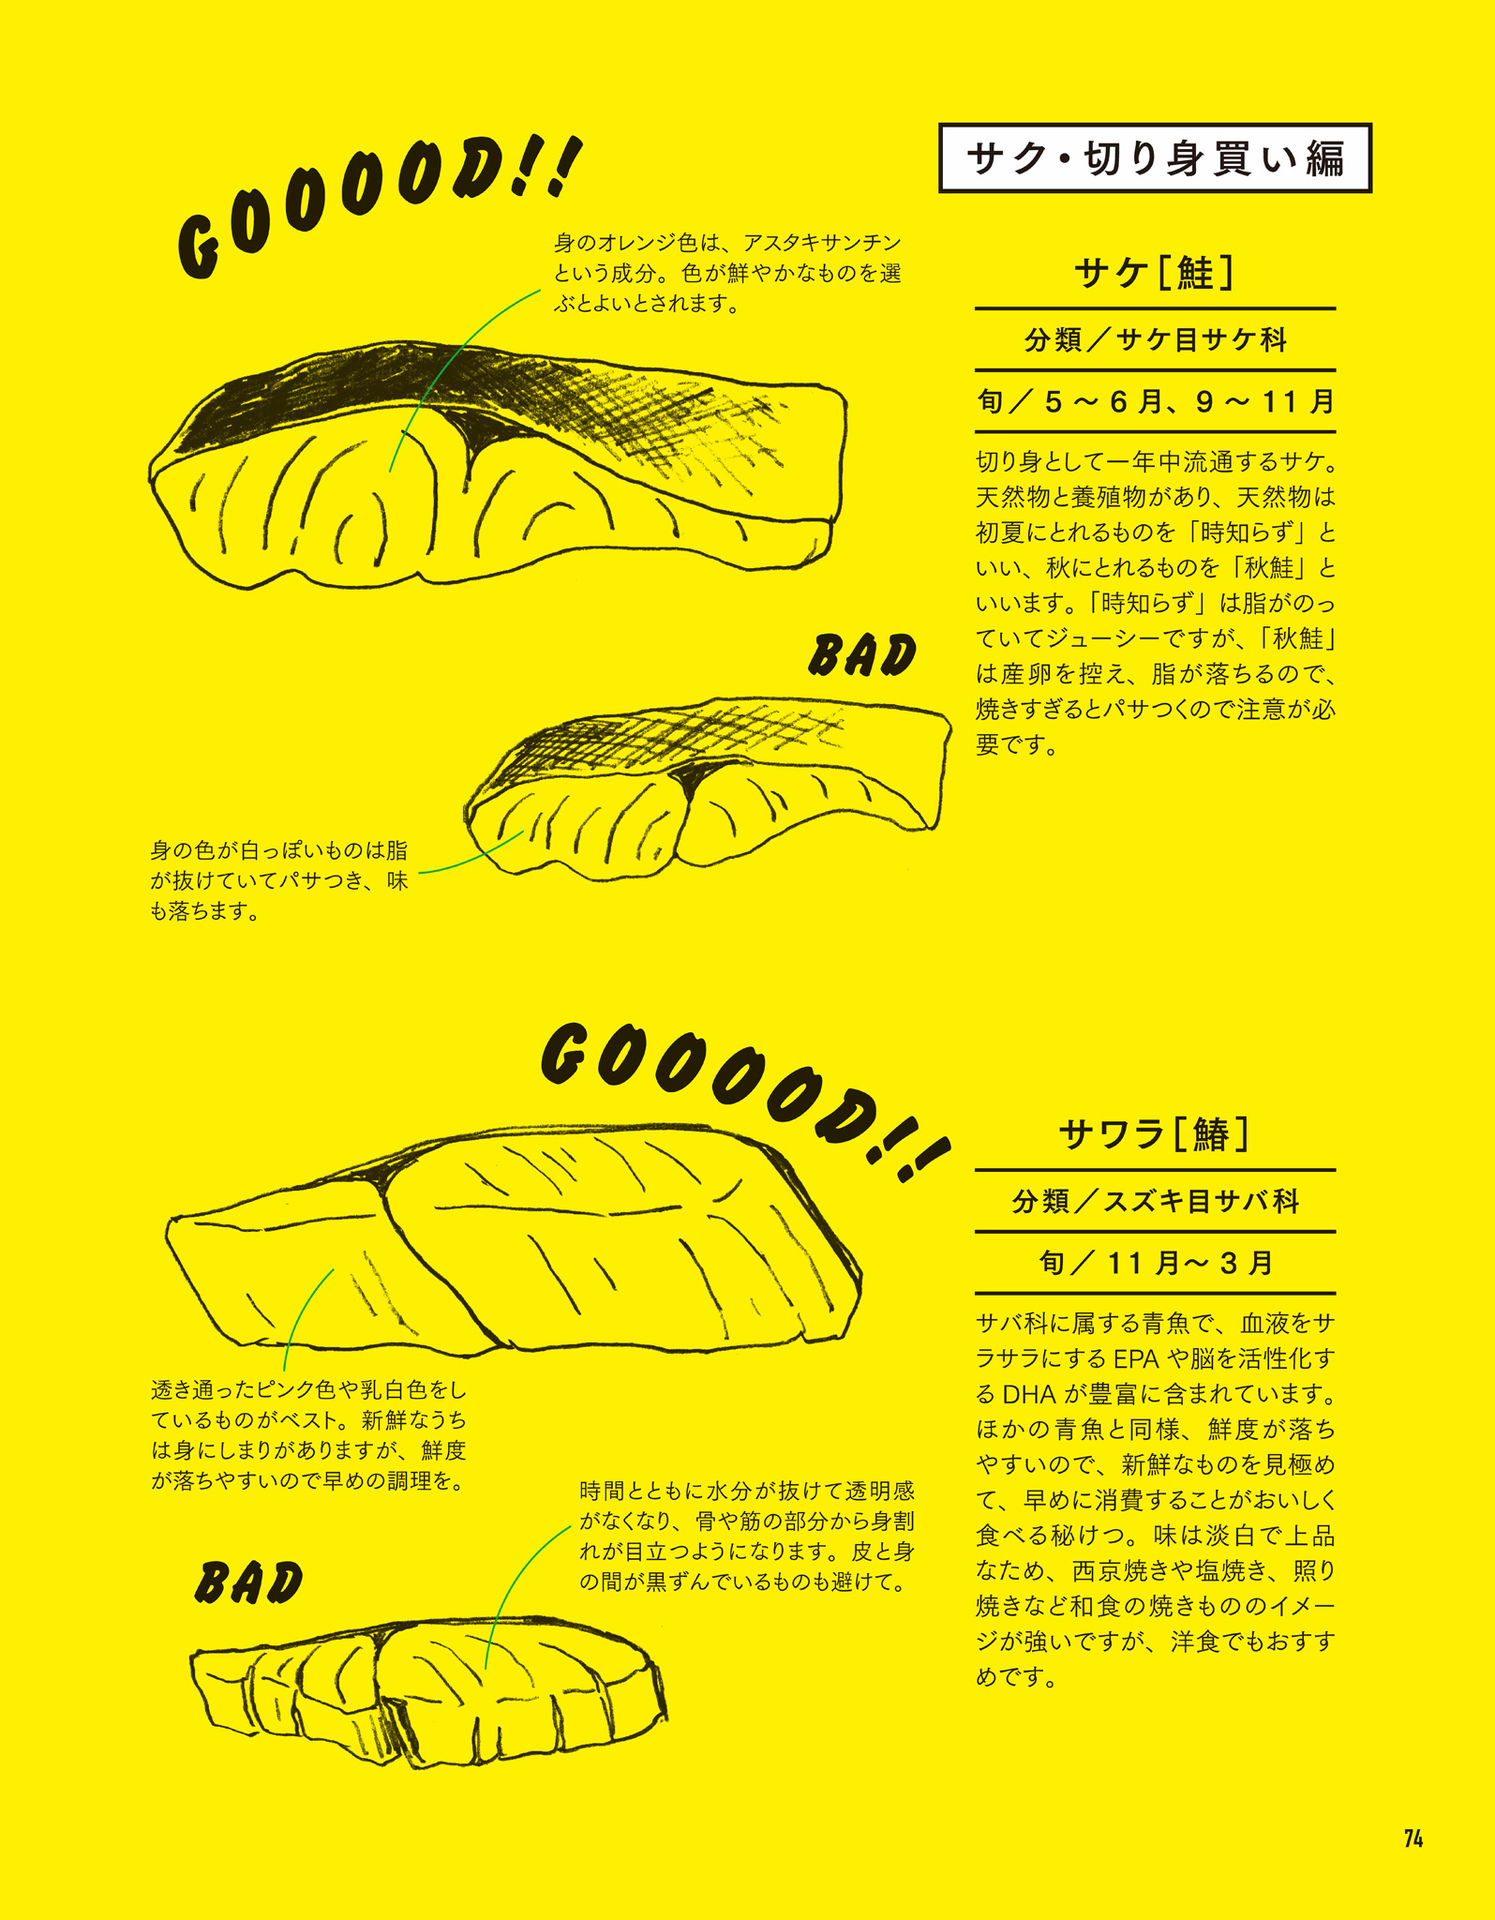 サク・切り身買い編
サケ［鮭］
分類／サケ目サケ科
旬／5～6月、9～11月
切り身として一年中流通するサケ。
天然物と養殖物があり、天然物は
初夏にとれるものを「時知らず」と
いい、秋にとれるものを「秋鮭」と
いいます。「時知らず」は脂がのっ
ていてジューシーですが、「秋鮭」
は産卵を控え、脂が落ちるので、
焼きすぎるとパサつくので注意が必
要です。
GOOOOD!!
身のオレンジ色は、アスタキサンチン
という成分。色が鮮やかなものを選
ぶとよいとされます。
BAD
身の色が白っぽいものは脂
が抜けていてパサつき、味
も落ちます。
サワラ［鰆］
分類／スズキ目サバ科
旬／11月～3月
サバ科に属する青魚で、血液をサ
ラサラにするEPAや脳を活性化す
るDHAが豊富に含まれています。
ほかの青魚と同様、鮮度が落ち
やすいので、新鮮なものを見極め
て、早めに消費することがおいしく
食べる秘けつ。味は淡白で上品
なため、西京焼きや塩焼き、照り
焼きなど和食の焼きもののイメー
ジが強いですが、洋食でもおすす
めです。
GOOOOD!!
透き通ったピンク色や乳白色をし
ているものがベスト。新鮮なうち
は身にしまりがありますが、鮮度
が落ちやすいので早めの調理を。
BAD
時間とともに水分が抜けて透明感
がなくなり、骨や筋の部分から身割
れが目立つようになります。皮と身
の間が黒ずんでいるものも避けて。
74